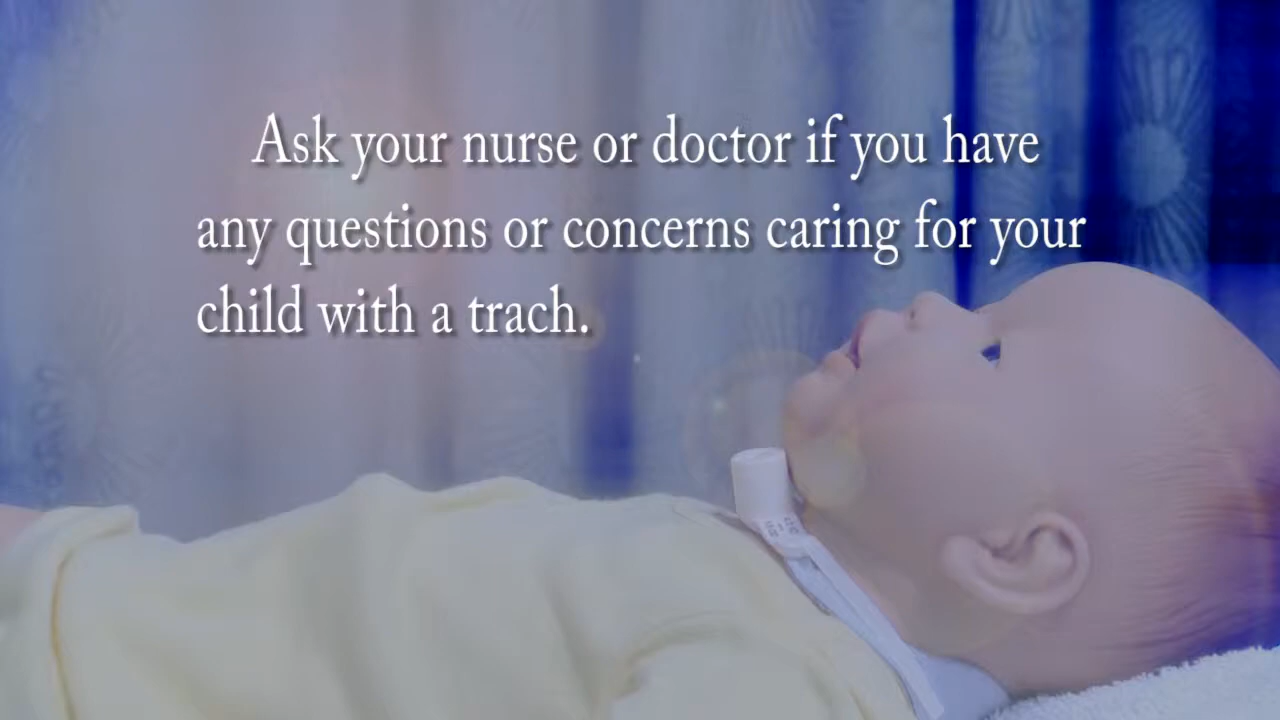 Ask your nurse or doctor if you have
any questions or concerns caring for your
child with a trach.